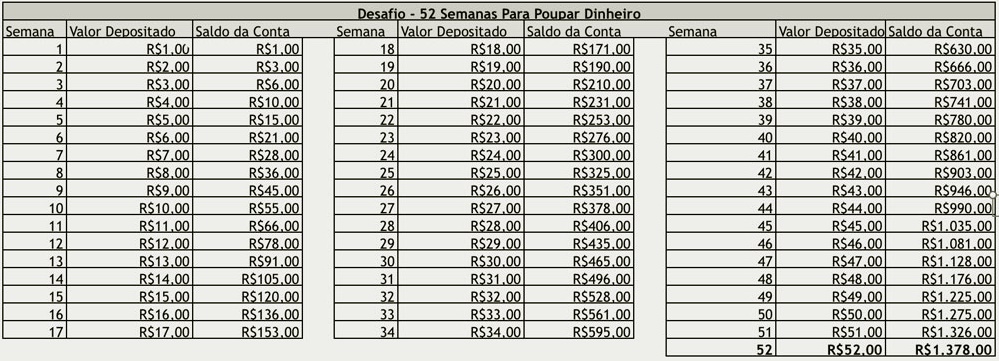 Desafio - 52 Semanas Para Poupar Dinheiro
Semana Valor Depositado Saldo da Conta Semana Valor Depositado Saldo da Conta Semana Valor Depositado Saldo da Conta
1 R$1,00 R$1,00 18 R$18,00 R$171,00 35 R$35,00 R$630,00
2 R$2,00 R$3,00 19 R$19,00 R$190,00 36 R$36,00 R$666,00
3 R$3,00 R$6,00 20 R$20,00 R$210,00 37 R$37,00 R$703,00
4 R$4,00 R$10,00 21 R$21,00 R$231,00 38 R$38,00 R$741,00
5 R$5,00 R$15,00 22 R$22,00 R$253,00 39 R$39,00 R$780,00
6 R$6,00 R$21,00 23 R$23,00 R$276,00 40 R$40,00 R$820,00
7 R$7,00 R$28,00 24 R$24,00 R$300,00 41 R$41,00 R$861,00
8 R$8,00 R$36,00 25 R$25,00 R$325,00 42 R$42,00 R$903,00
9 R$9,00 R$45,00 26 R$26,00 R$351,00 43 R$43,00 R$946,00
10 R$10,00 R$55,00 27 R$27,00 R$378,00 44 R$44,00 R$990,00
11 R$11,00 R$66,00 28 R$28,00 R$406,00 45 R$45,00 R$1.035,00
12 R$12,00 R$78,00 29 R$29,00 R$435,00 46 R$46,00 R$1.081,00
13 R$13,00 R$91,00 30 R$30,00 R$465,00 47 R$47,00 R$1.128,00
14 R$14,00 R$105,00 31 R$31,00 R$496,00 48 R$48,00 R$1.176,00
15 R$15,00 R$120,00 32 R$32,00 R$528,00 49 R$49,00 R$1.225,00
16 R$16,00 R$136,00 33 R$33,00 R$561,00 50 R$50,00 R$1.275,00
17 R$17,00 R$153,00 34 R$34,00 R$595,00 51 R$51,00 R$1.326,00
52 R$52,00 R$1.378,00